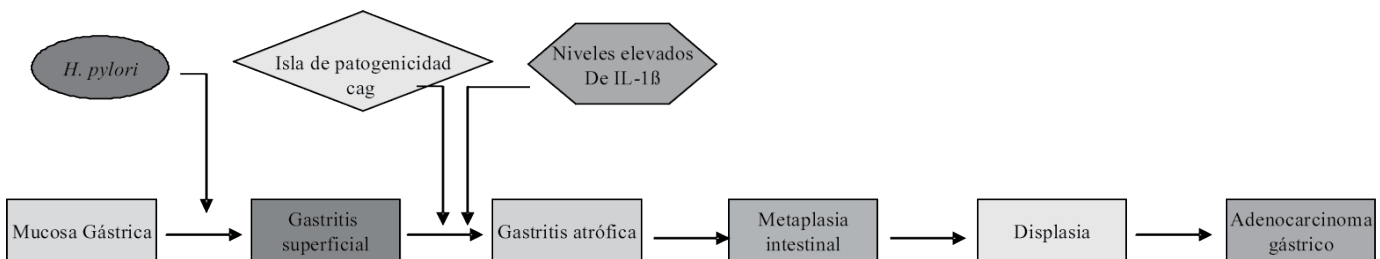 H. pylori
Isla de patogenicidad
cag
Niveles elevados
De IL-1ß
Mucosa Gástrica
Gastritis
superficial
Gastritis atrófica
Metaplasia
intestinal
Displasia
Adenocarcinoma
gástrico